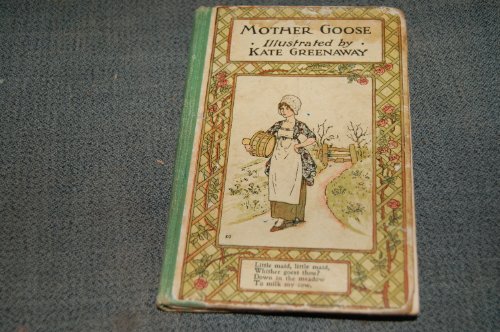 MOTHER GOOSE
· Illustrated by ·
KATE GREENAWAY
Little maid, little maid,
Whither goest thou?
Down in the meadow
To milk my cow.